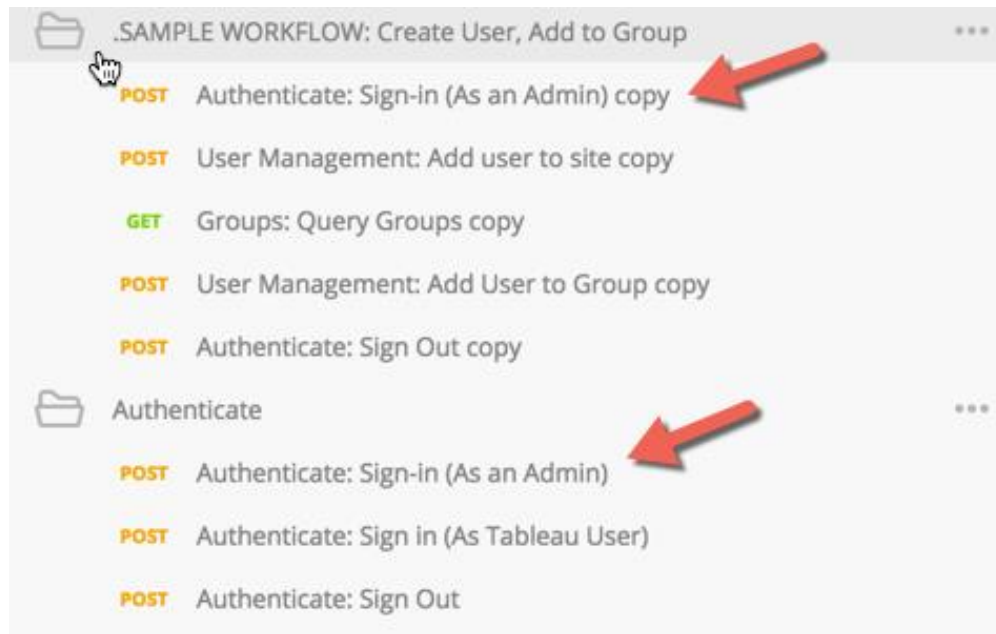 .SAMPLE WORKFLOW: Create User, Add to Group
POST Authenticate: Sign-in (As an Admin) copy
POST User Management: Add user to site copy
GET Groups: Query Groups copy
POST User Management: Add User to Group copy
POST Authenticate: Sign Out copy
Authenticate
POST Authenticate: Sign-in (As an Admin)
POST Authenticate: Sign in (As Tableau User)
POST Authenticate: Sign Out